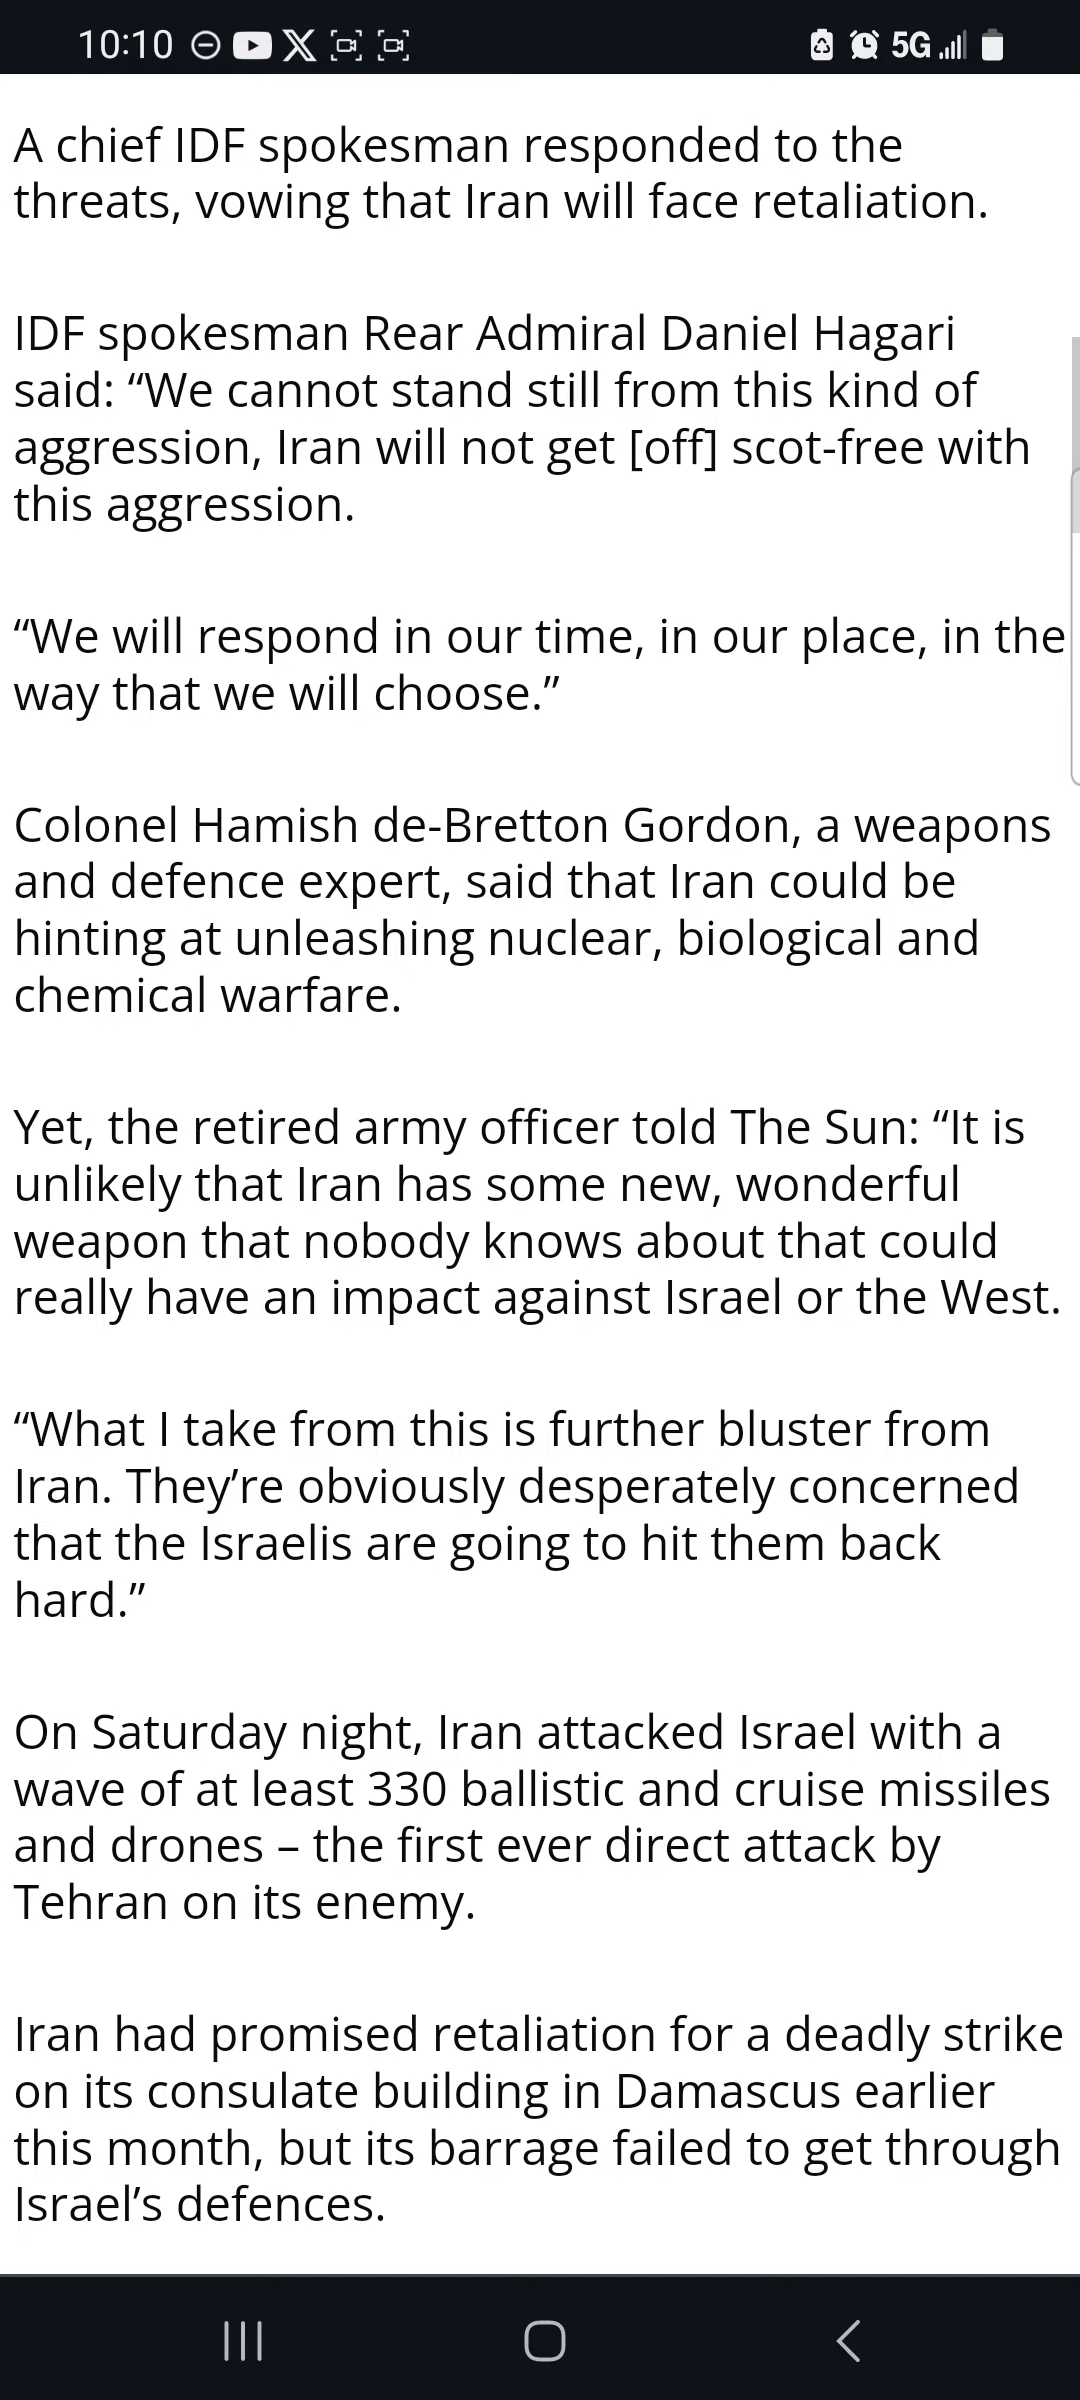 10:10
5G
A chief IDF spokesman responded to the
threats, vowing that Iran will face retaliation.
IDF spokesman Rear Admiral Daniel Hagari
said: “We cannot stand still from this kind of
aggression, Iran will not get [off] scot-free with
this aggression.
“We will respond in our time, in our place, in the
way that we will choose.”
Colonel Hamish de-Bretton Gordon, a weapons
and defence expert, said that Iran could be
hinting at unleashing nuclear, biological and
chemical warfare.
Yet, the retired army officer told The Sun: “It is
unlikely that Iran has some new, wonderful
weapon that nobody knows about that could
really have an impact against Israel or the West.
“What I take from this is further bluster from
Iran. They’re obviously desperately concerned
that the Israelis are going to hit them back
hard.”
On Saturday night, Iran attacked Israel with a
wave of at least 330 ballistic and cruise missiles
and drones – the first ever direct attack by
Tehran on its enemy.
Iran had promised retaliation for a deadly strike
on its consulate building in Damascus earlier
this month, but its barrage failed to get through
Israel’s defences.